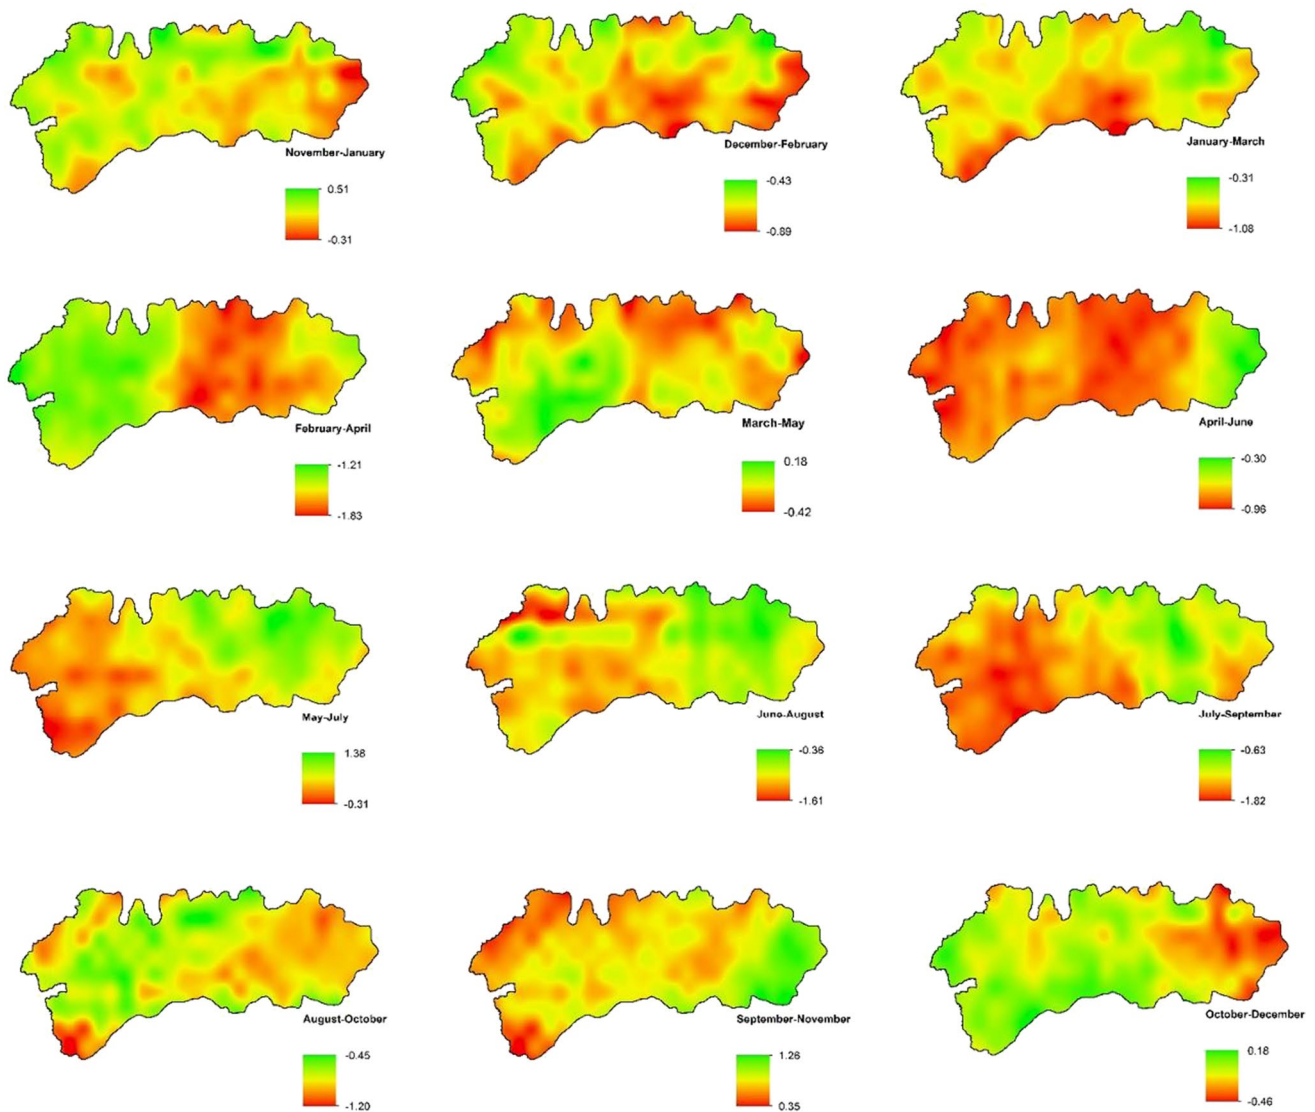 November-January
0.51
-0.31
December-February
-0.43
-0.89
January-March
-0.31
-1.08
February-April
-1.21
-1.83
March-May
0.18
-0.42
April-June
-0.30
-0.96
May-July
1.38
-0.31
June-August
-0.36
-1.61
July-September
-0.63
-1.82
August-October
-0.45
-1.20
September-November
1.26
0.35
October-December
0.18
-0.46